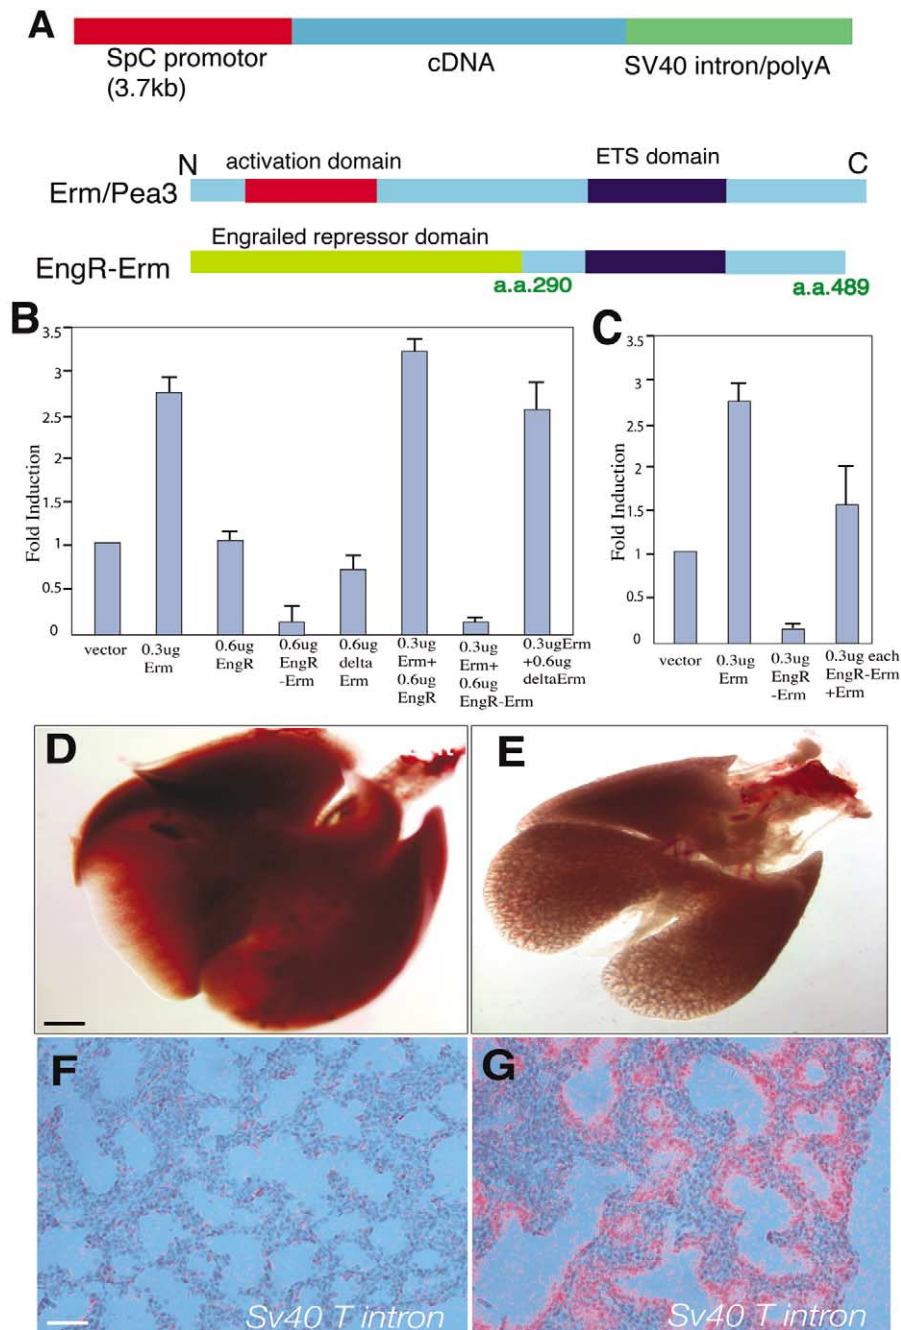 A
SpC promotor
(3.7kb)
cDNA
SV40 intron/polyA
N
activation domain
ETS domain
C
Erm/Pea3
Engrailed repressor domain
EngR-Erm
a.a.290
a.a.489
B
Fold Induction
3.5
3
2.5
2
1.5
1
0.5
0
vector
0.3ug
Erm
0.6ug
EngR
0.6ug
EngR
-Erm
0.6ug
delta
Erm
0.3ug
Erm+
0.6ug
EngR
0.3ug
Erm+
0.6ug
EngR-Erm
0.3ugErm
+0.6ug
deltaErm
C
Fold Induction
3.5
3
2.5
2
1.5
1
0.5
0
vector
0.3ug
Erm
0.3ug
EngR
-Erm
0.3ug each
EngR-Erm
+Erm
D
E
F
Sv40 T intron
G
Sv40 T intron